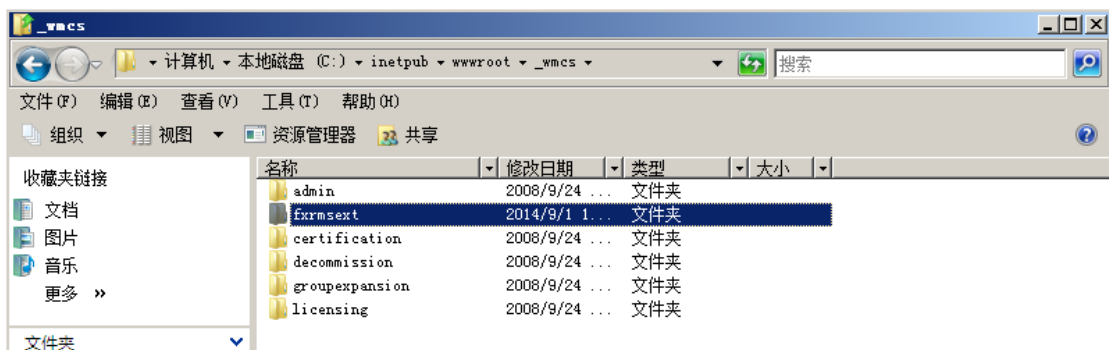 _wmcs
计算机 本地磁盘 (C:) inetpub wwwroot _wmcs 搜索
文件(F) 编辑(E) 查看(V) 工具(T) 帮助(H)
组织 视图 资源管理器 共享
收藏夹链接
文档
图片
音乐
更多 »
文件夹
名称 修改日期 类型 大小
admin 2008/9/24 ... 文件夹
fxrmsext 2014/9/1 1... 文件夹
certification 2008/9/24 ... 文件夹
decommission 2008/9/24 ... 文件夹
groupexpansion 2008/9/24 ... 文件夹
licensing 2008/9/24 ... 文件夹